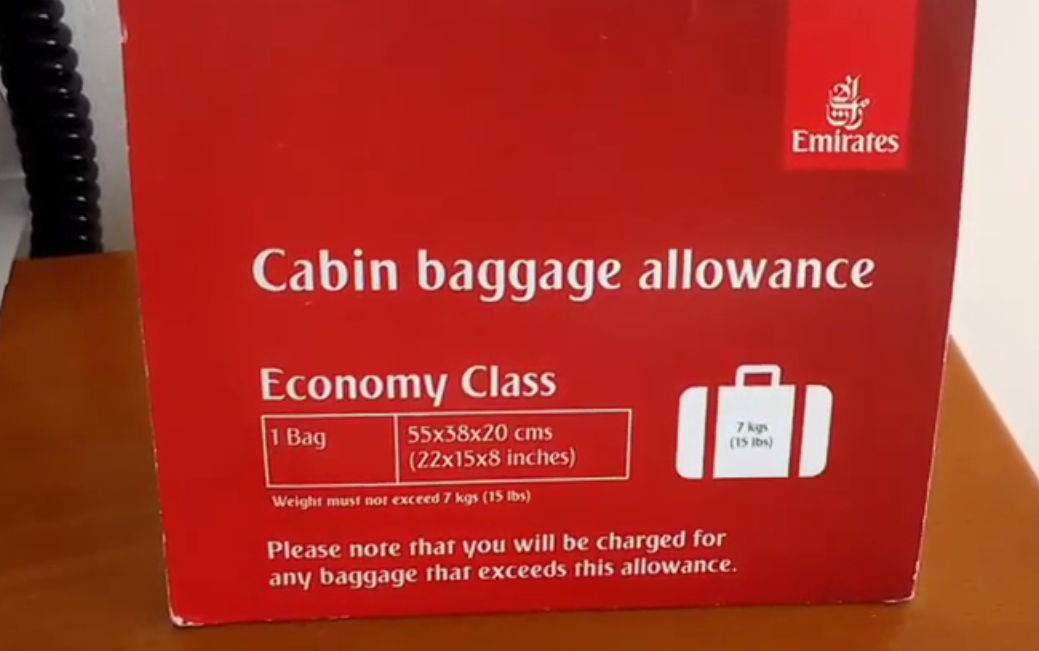 Emirates
Cabin baggage allowance
Economy Class
1 Bag
55x38x20 cms
(22x15x8 inches)
7 kgs
(15 lbs)
Weight must not exceed 7 kgs (15 lbs)
Please note that you will be charged for
any baggage that exceeds this allowance.